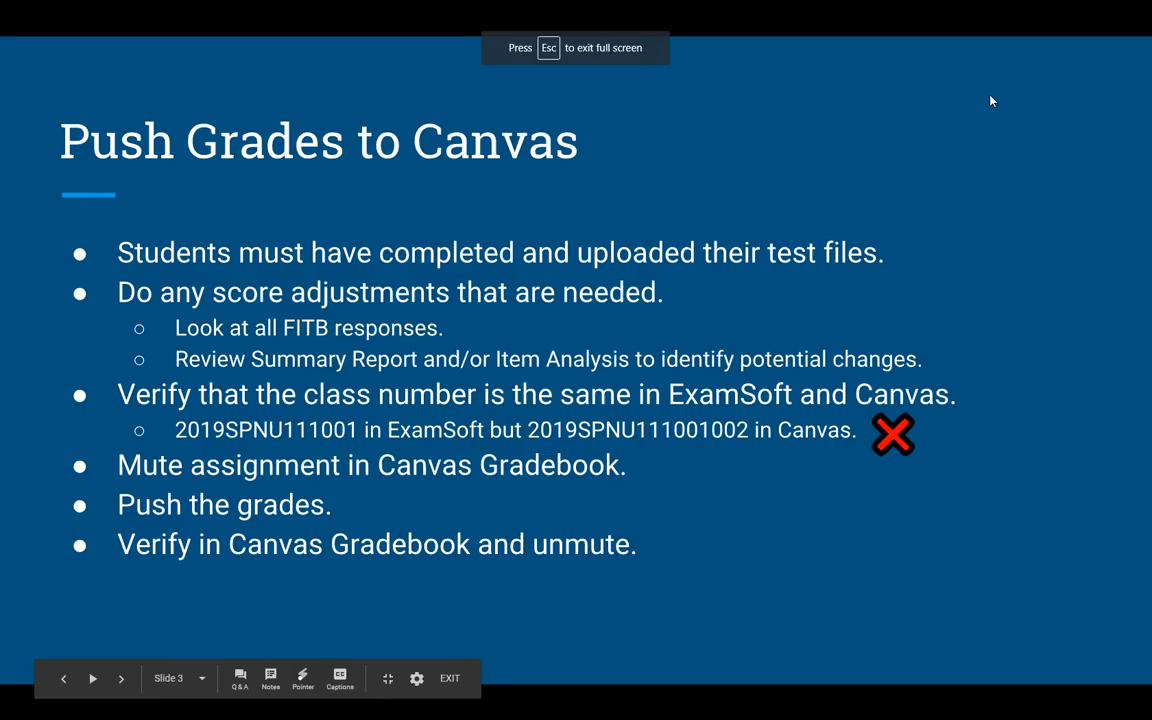 Press Esc to exit full screen
Push Grades to Canvas
● Students must have completed and uploaded their test files.
● Do any score adjustments that are needed.
○ Look at all FITB responses.
○ Review Summary Report and/or Item Analysis to identify potential changes.
● Verify that the class number is the same in ExamSoft and Canvas.
○ 2019SPNU111001 in ExamSoft but 2019SPNU111001002 in Canvas.
● Mute assignment in Canvas Gradebook.
● Push the grades.
● Verify in Canvas Gradebook and unmute.
Slide 3 Q & A Notes Pointer Captions EXIT